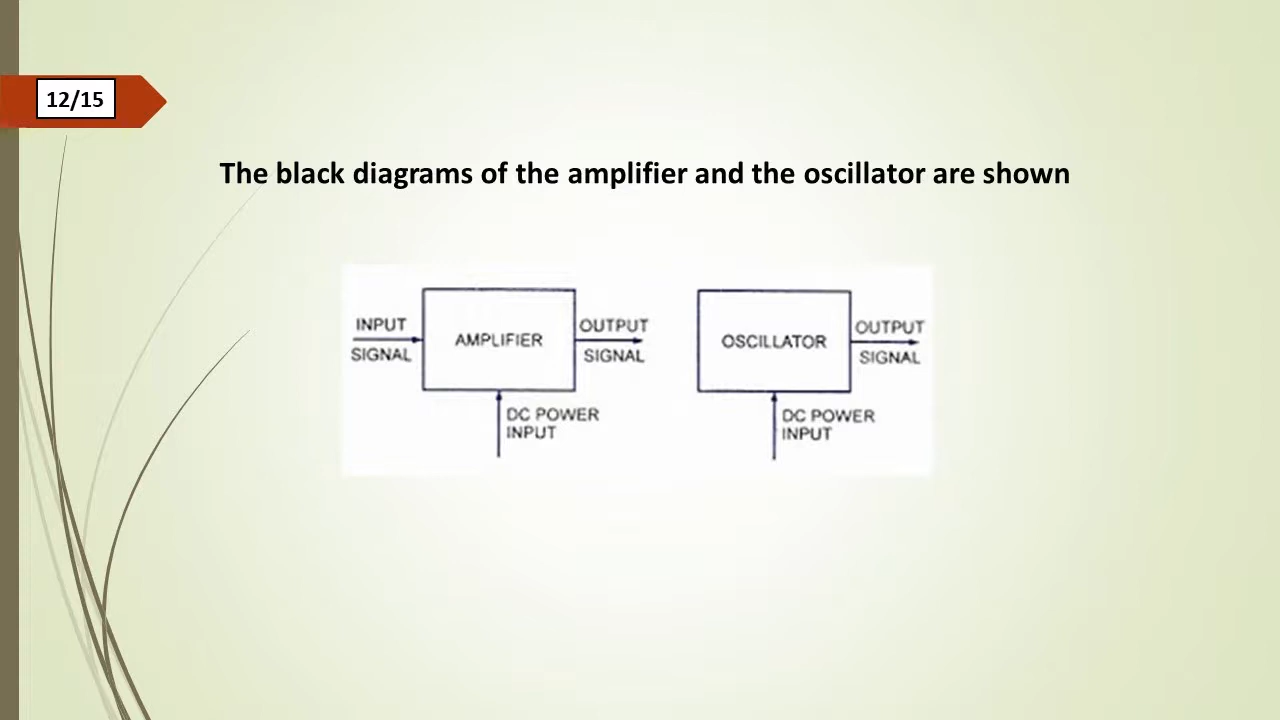 12/15
The black diagrams of the amplifier and the oscillator are shown
INPUT
SIGNAL
AMPLIFIER
OUTPUT
SIGNAL
DC POWER
INPUT
OSCILLATOR
OUTPUT
SIGNAL
DC POWER
INPUT